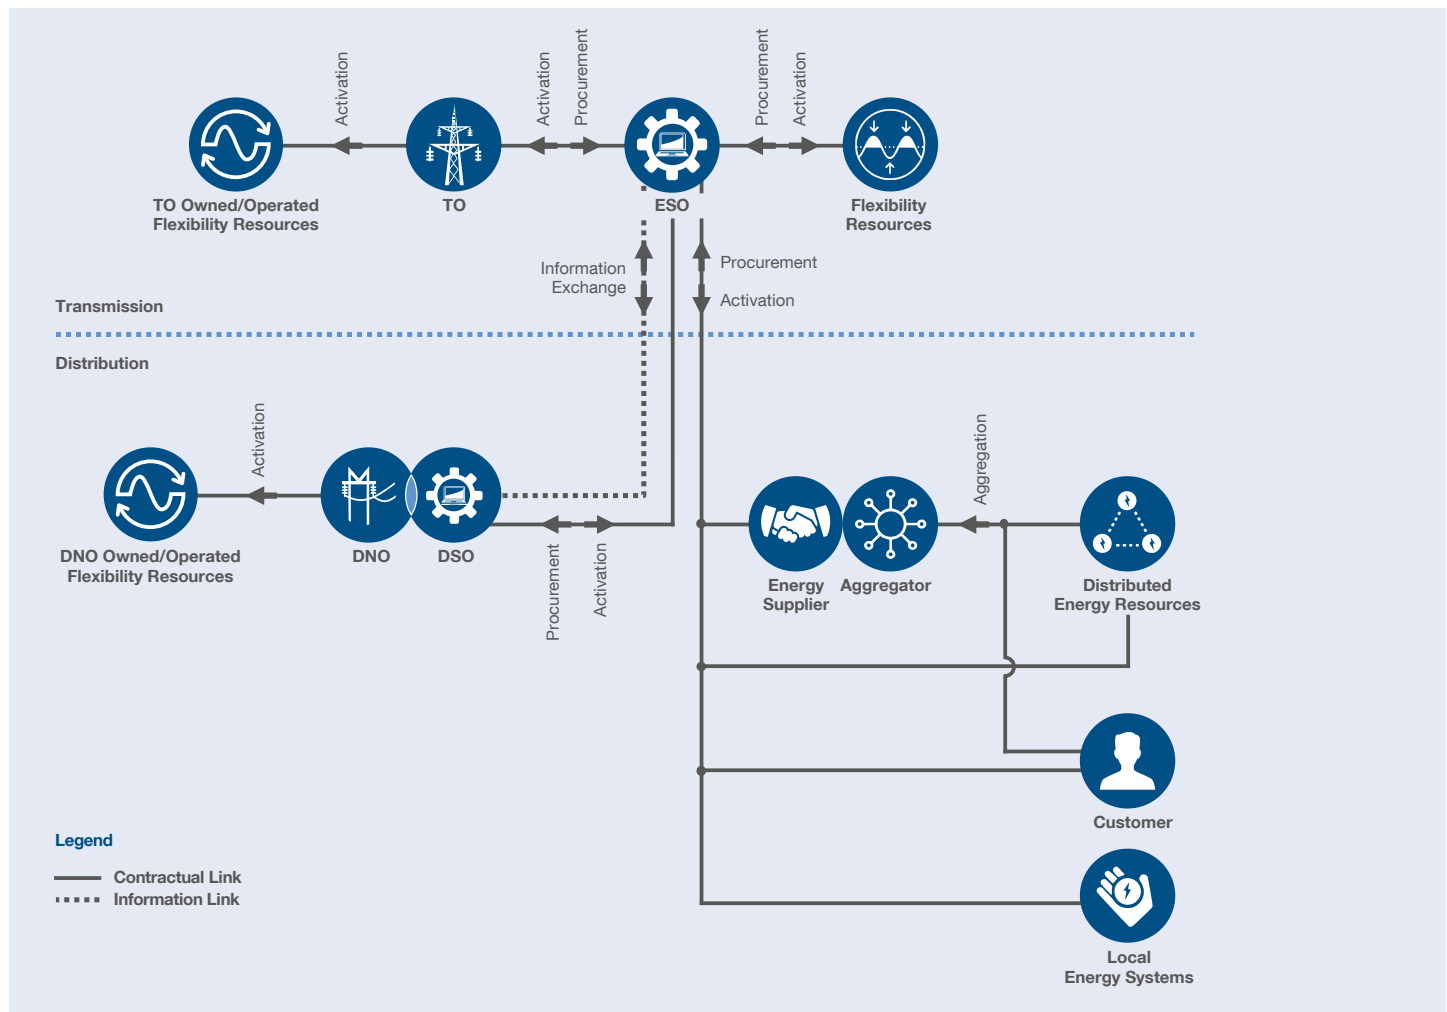 Activation
Activation
Procurement
Procurement
Activation
TO Owned/Operated
Flexibility Resources
TO
ESO
Flexibility
Resources
Information
Exchange
Procurement
Activation
Transmission
Distribution
Activation
Aggregation
DNO Owned/Operated
Flexibility Resources
DNO
DSO
Procurement
Activation
Energy
Supplier
Aggregator
Distributed
Energy Resources
Customer
Legend
Contractual Link
Information Link
Local
Energy Systems